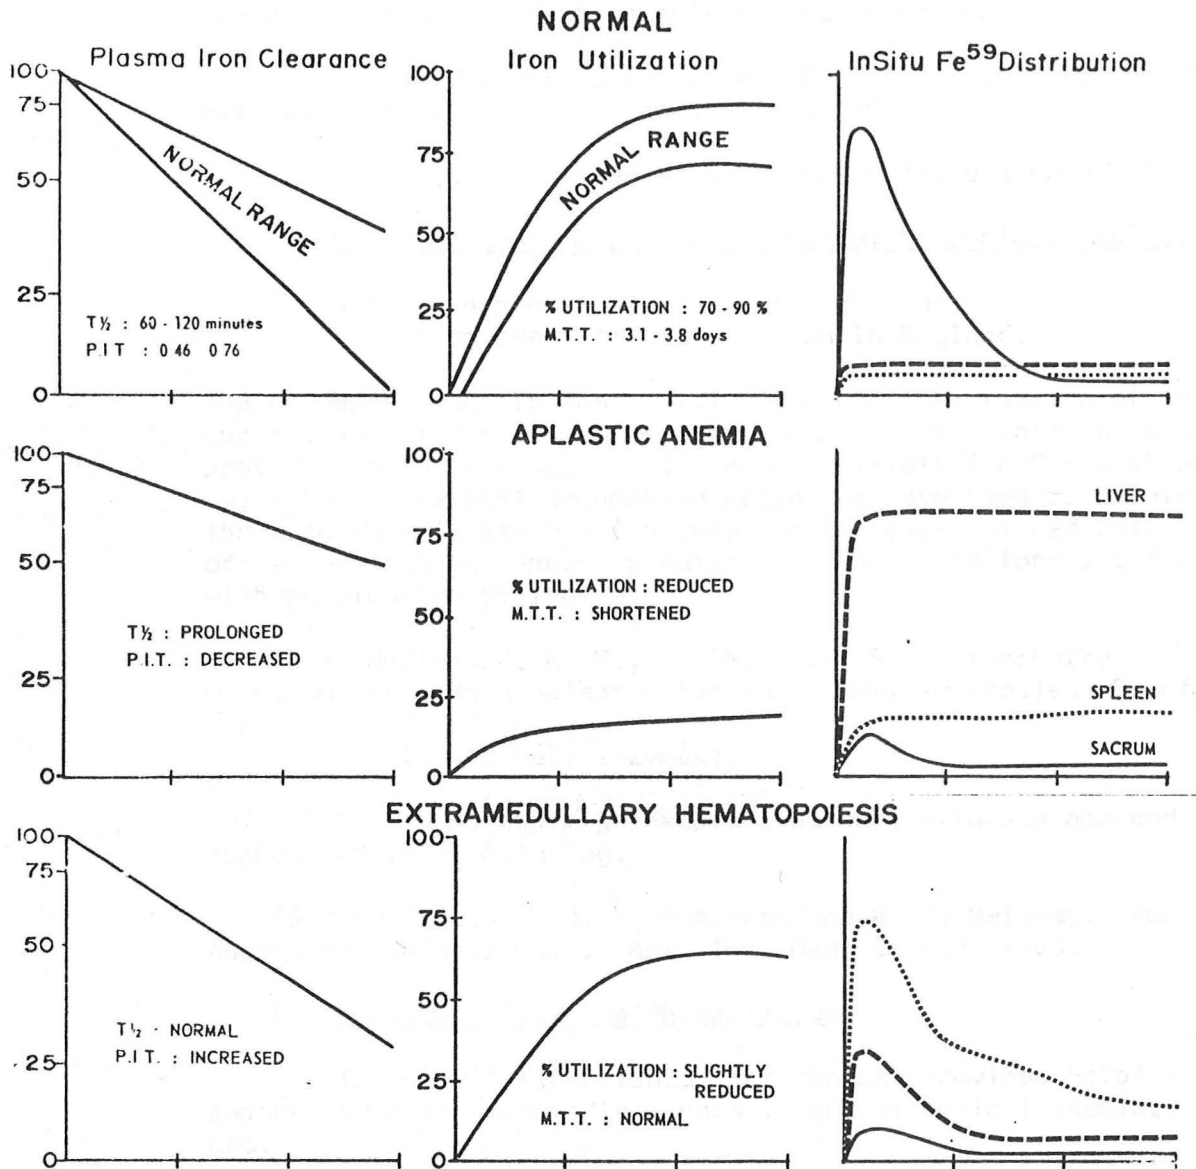 NORMAL
Plasma Iron Clearance
Iron Utilization
InSitu Fe⁵⁹ Distribution
100
75
50
25
0
NORMAL RANGE
T½ : 60 - 120 minutes
P.I.T : 0 46 0 76
100
75
50
25
0
NORMAL RANGE
% UTILIZATION : 70 - 90 %
M.T.T. : 3.1 - 3.8 days
APLASTIC ANEMIA
100
75
50
25
0
T½ : PROLONGED
P.I.T. : DECREASED
100
75
50
25
0
% UTILIZATION : REDUCED
M.T.T. : SHORTENED
LIVER
SPLEEN
SACRUM
EXTRAMEDULLARY HEMATOPOIESIS
100
75
50
25
0
T½ - NORMAL
P.I.T. : INCREASED
100
75
50
25
0
% UTILIZATION : SLIGHTLY
REDUCED
M.T.T. : NORMAL